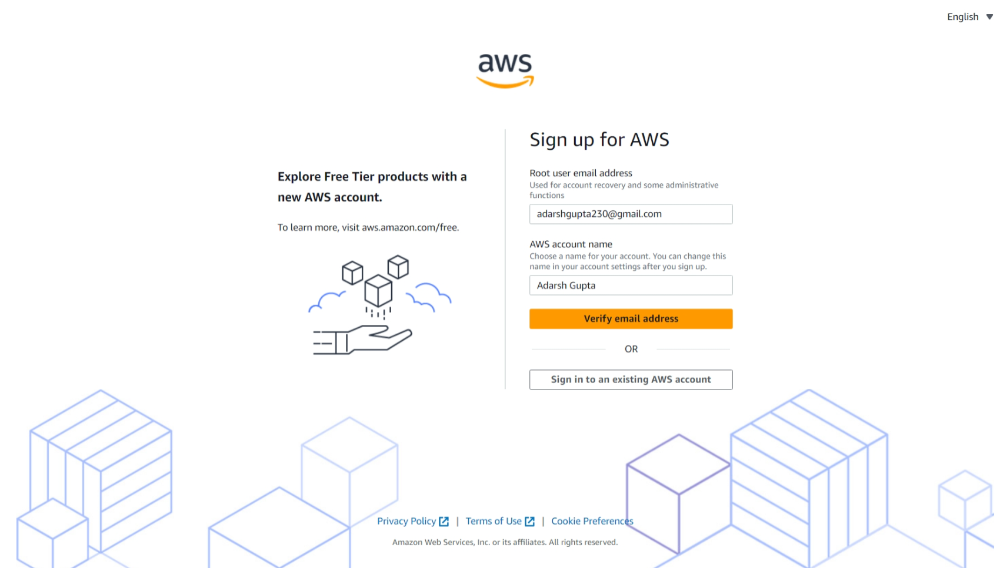 English
aws
Sign up for AWS
Explore Free Tier products with a
new AWS account.
To learn more, visit aws.amazon.com/free.
Root user email address
Used for account recovery and some administrative
functions
adarshgupta230@gmail.com
AWS account name
Choose a name for your account. You can change this
name in your account settings after you sign up.
Adarsh Gupta
Verify email address
OR
Sign in to an existing AWS account
Privacy Policy | Terms of Use | Cookie Preferences
Amazon Web Services, Inc. or its affiliates. All rights reserved.